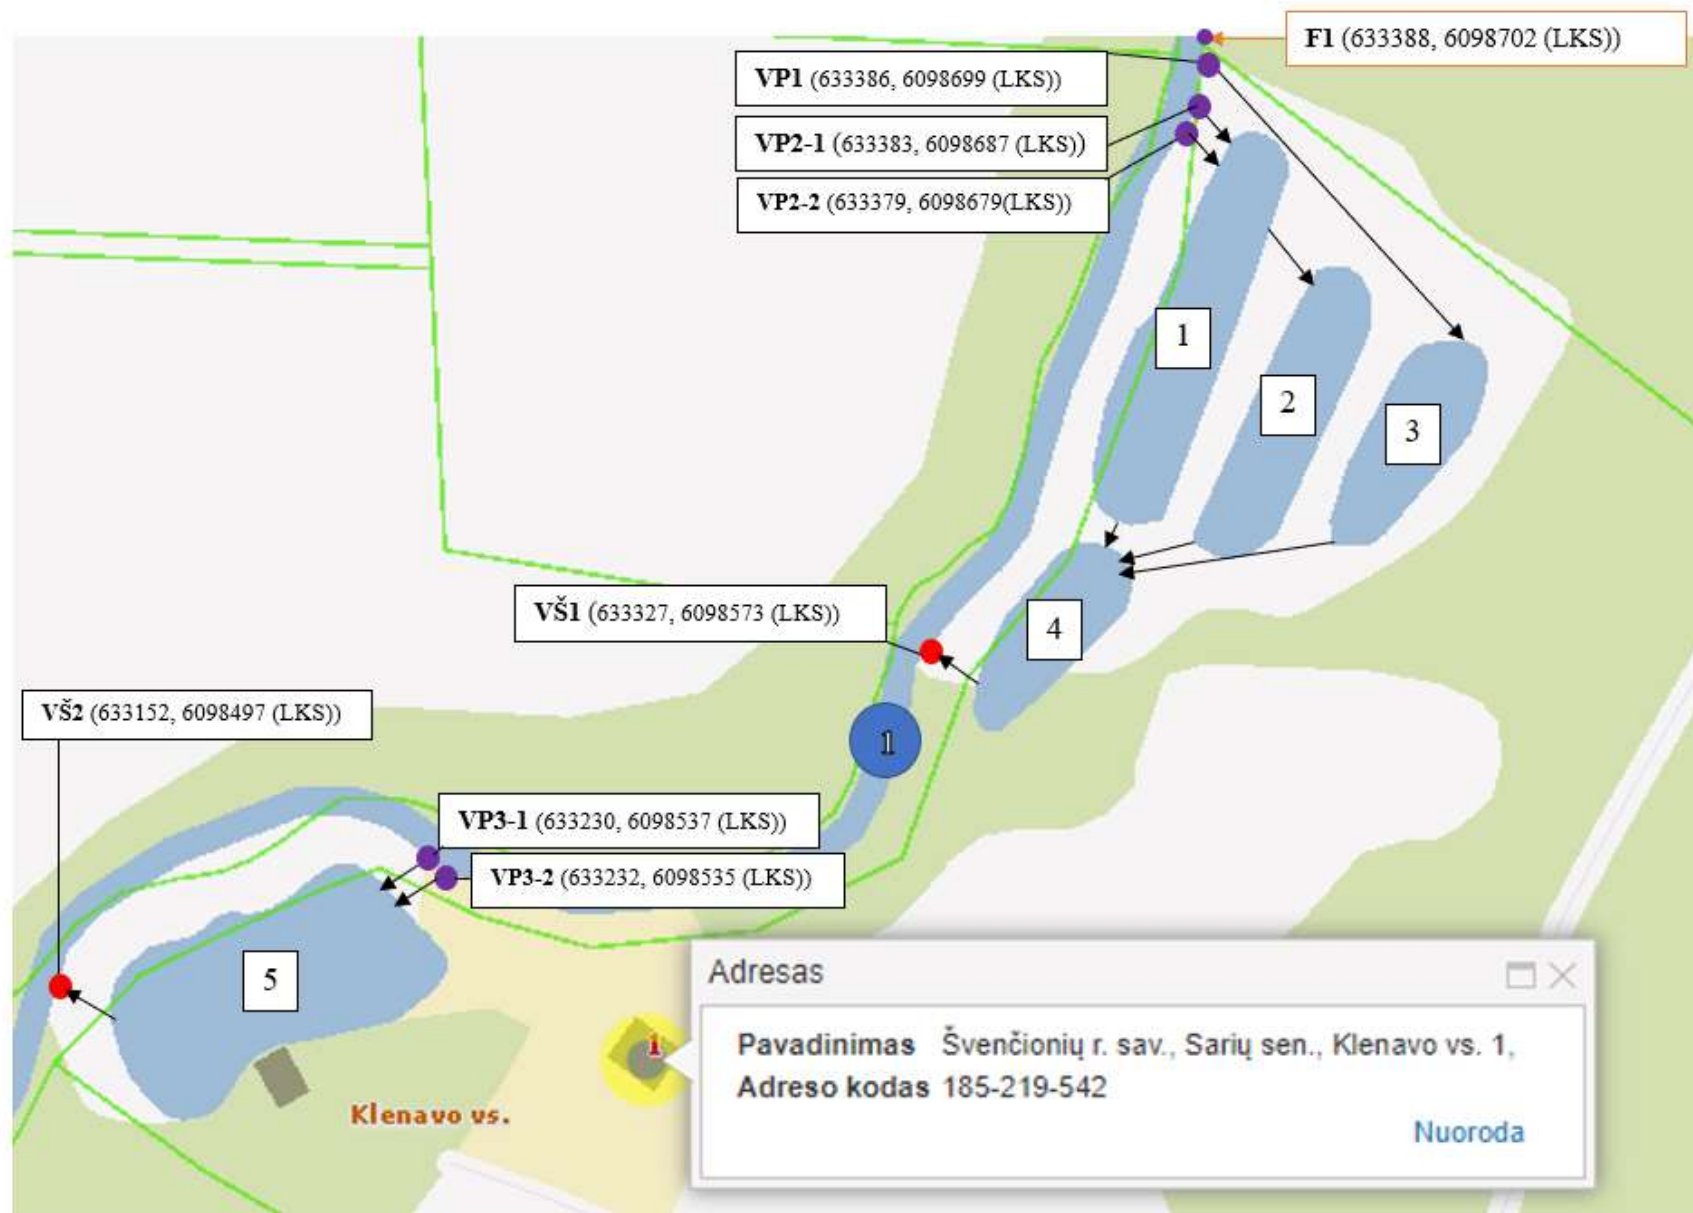 F1 (633388, 6098702 (LKS))
VP1 (633386, 6098699 (LKS))
VP2-1 (633383, 6098687 (LKS))
VP2-2 (633379, 6098679(LKS))
1
2
3
VŠ1 (633327, 6098573 (LKS))
4
VŠ2 (633152, 6098497 (LKS))
1
VP3-1 (633230, 6098537 (LKS))
VP3-2 (633232, 6098535 (LKS))
5
Adresas
1
Pavadinimas Švenčionių r. sav., Sarių sen., Klenavo vs. 1,
Adreso kodas 185-219-542
Klenavo vs.
Nuoroda